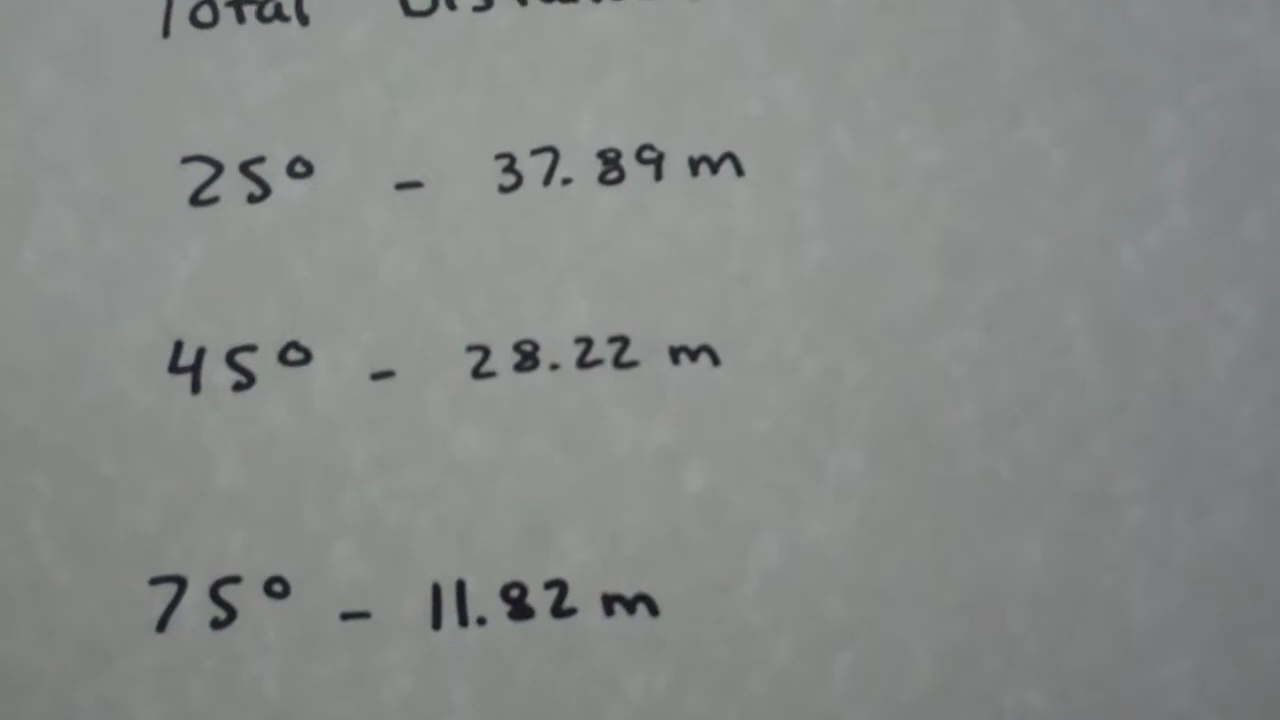 Total
25° - 37.89 m
45° - 28.22 m
75° - 11.82 m